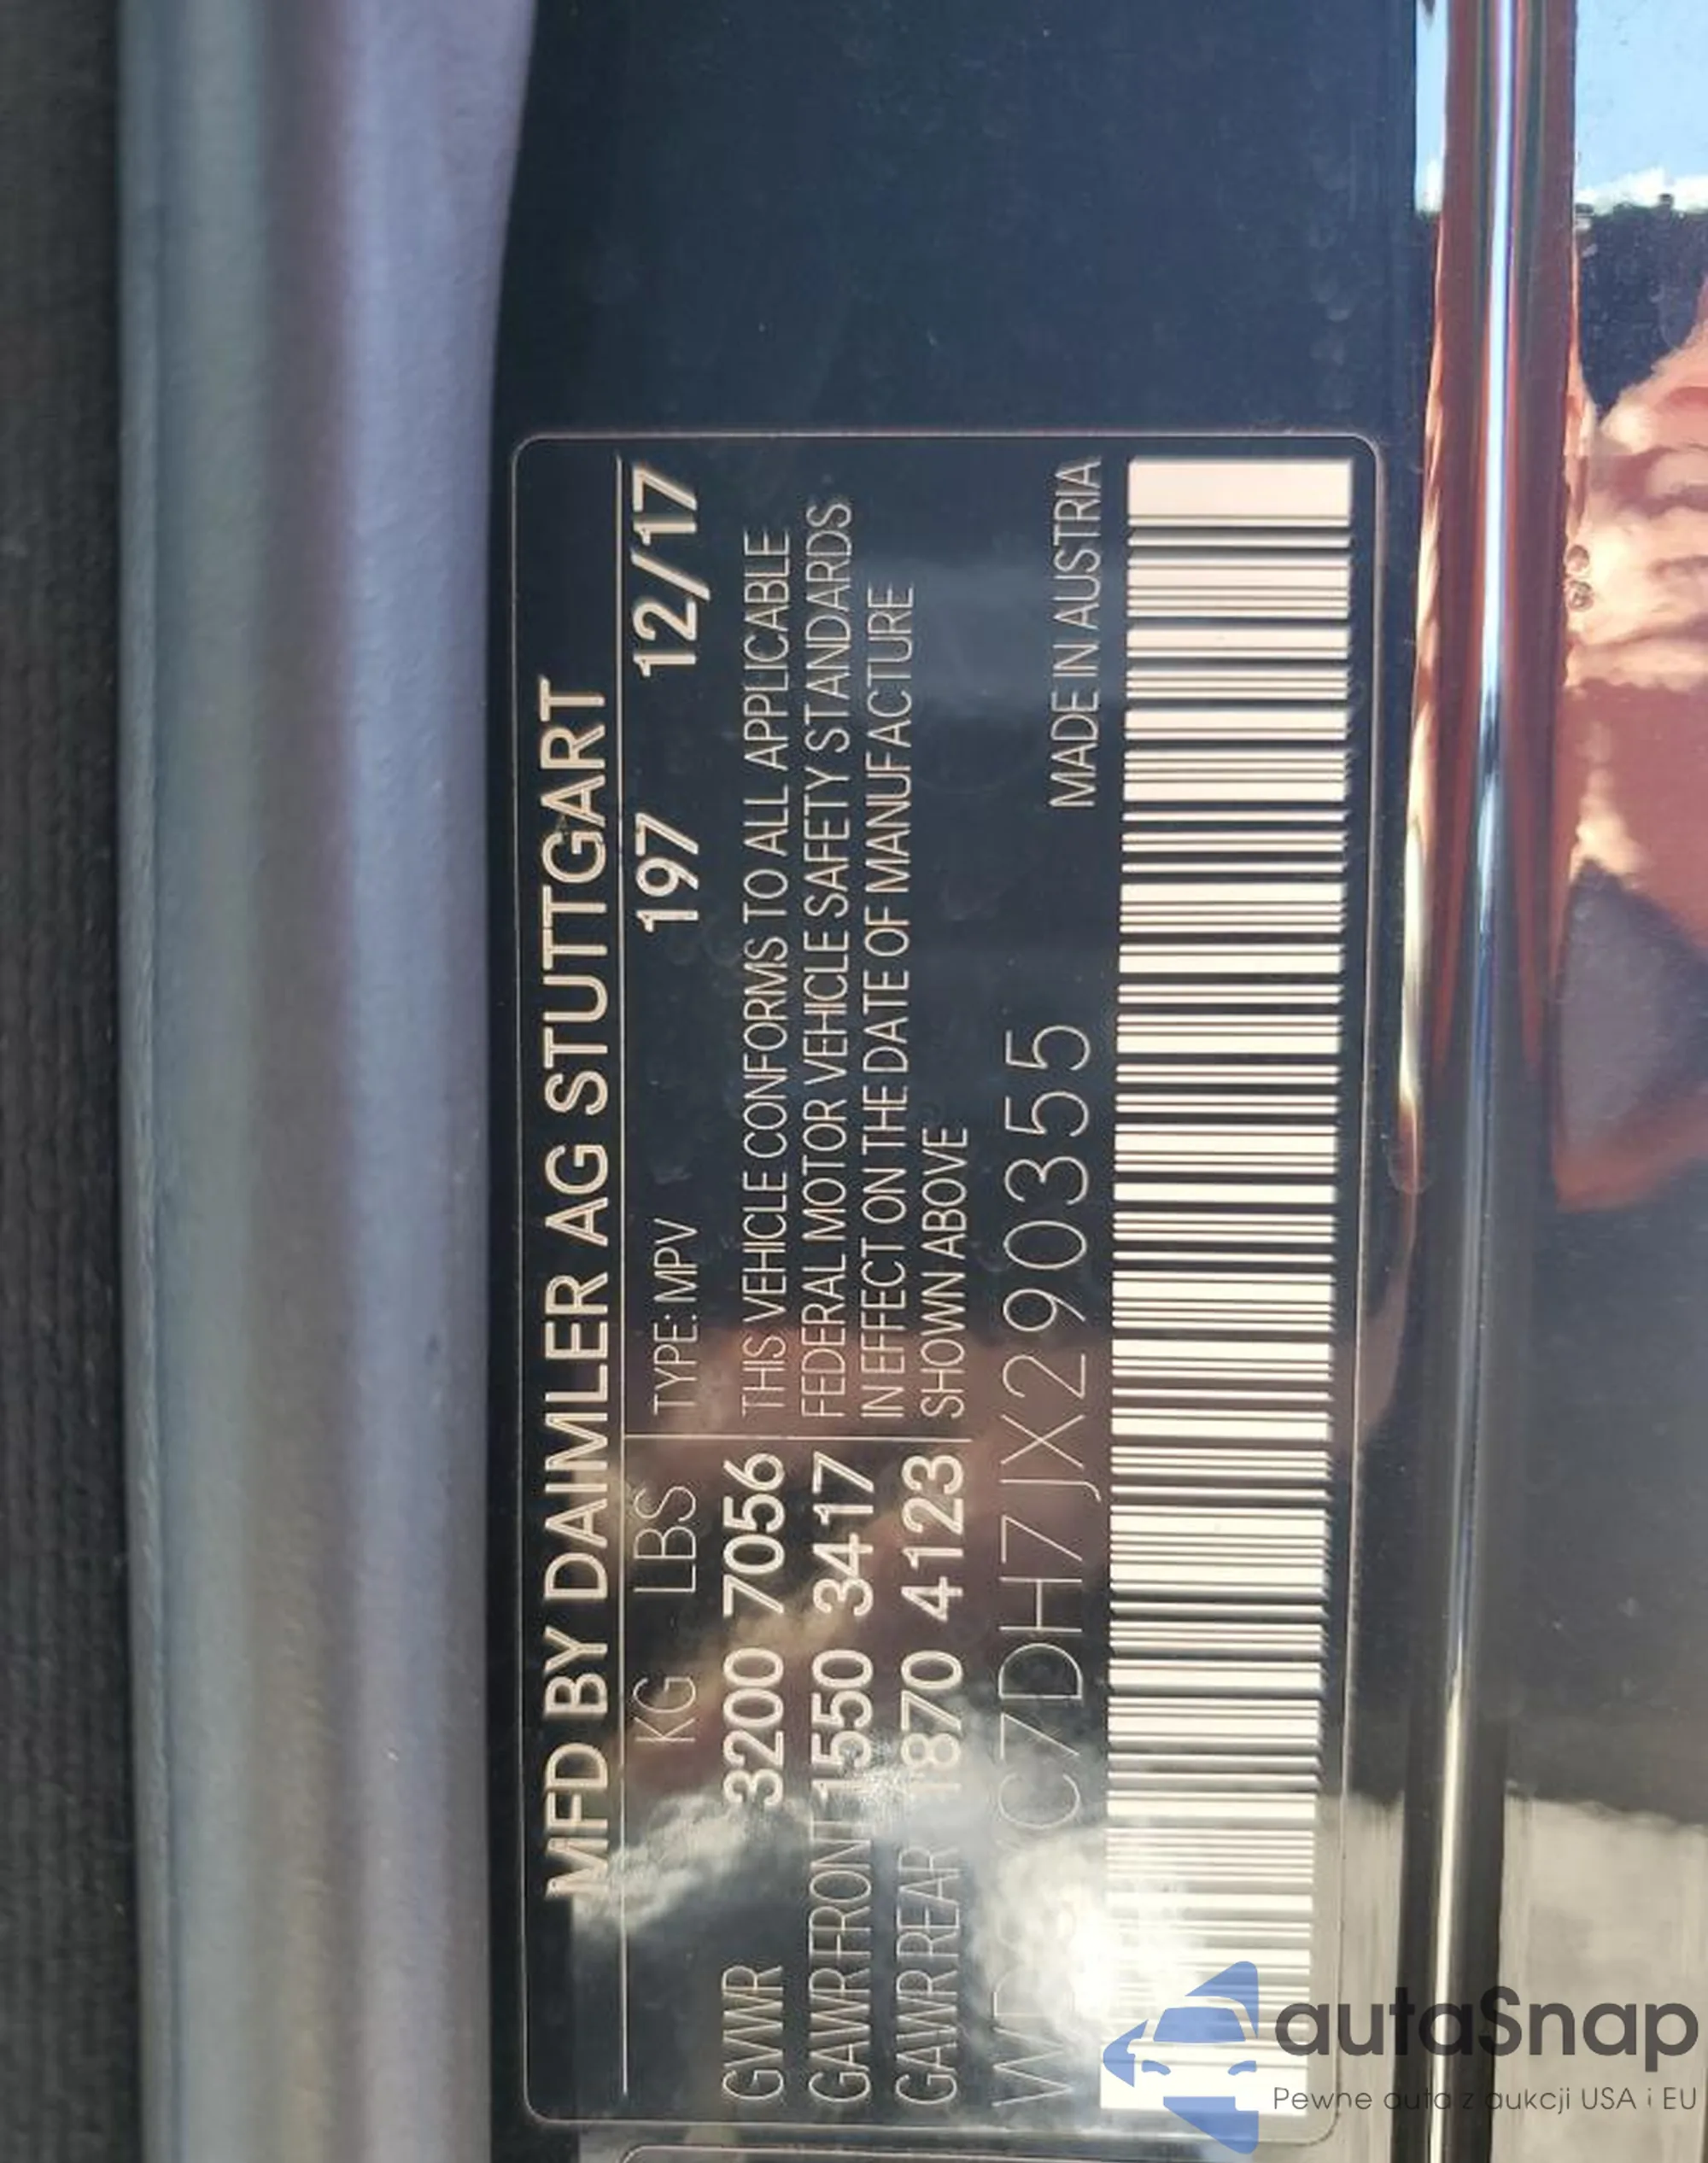 MFD BY DAIMLER AG STUTTGART
KG LBS TYPE: MPV 197 12/17
GWWR 3200 7056 THIS VEHICLE CONFORMS TO ALL APPLICABLE
GAWR FRONT 1550 3417 FEDERAL MOTOR VEHICLE SAFETY STANDARDS
GAWR REAR 1870 4123 IN EFFECT ON THE DATE OF MANUFACTURE
SHOWN ABOVE
C7DH7JX290355 MADE IN AUSTRIA
autaSnap
Pewne auta z aukcji USA i EU